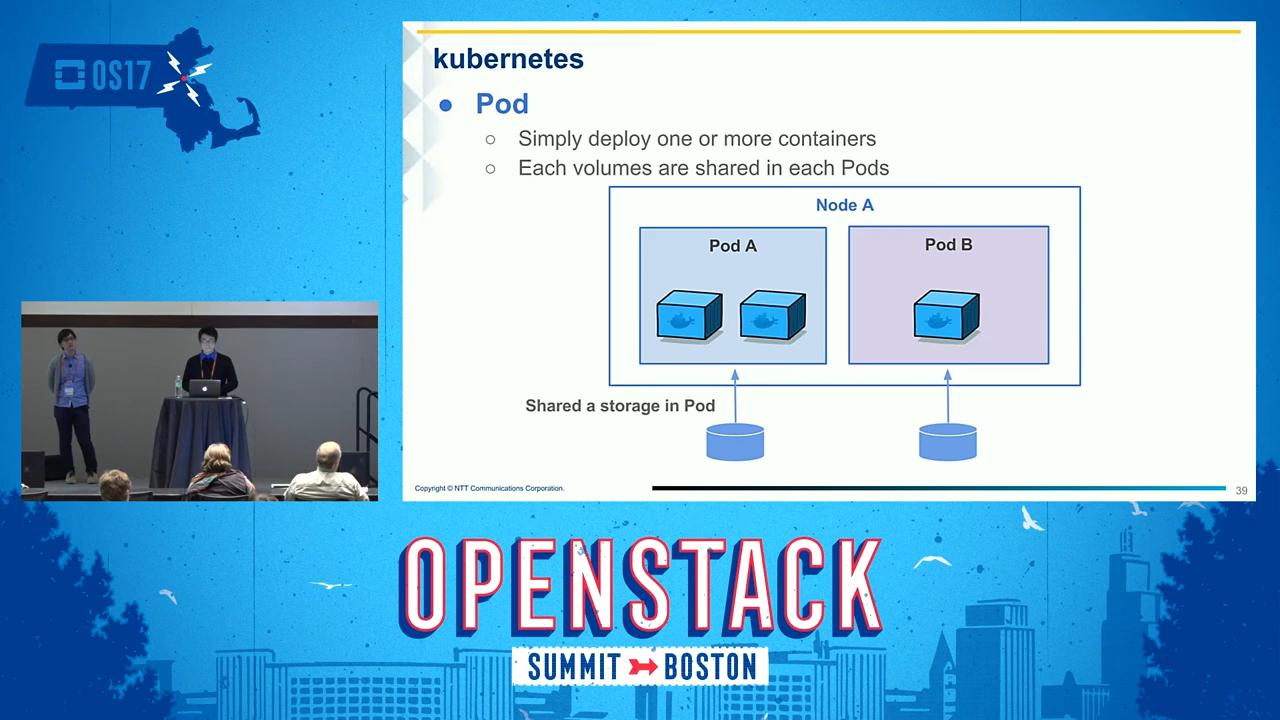 OS17
kubernetes
● Pod
○ Simply deploy one or more containers
○ Each volumes are shared in each Pods
Node A
Pod A
Pod B
Shared a storage in Pod
Copyright © NTT Communications Corporation.
39
OPENSTACK
SUMMIT BOSTON